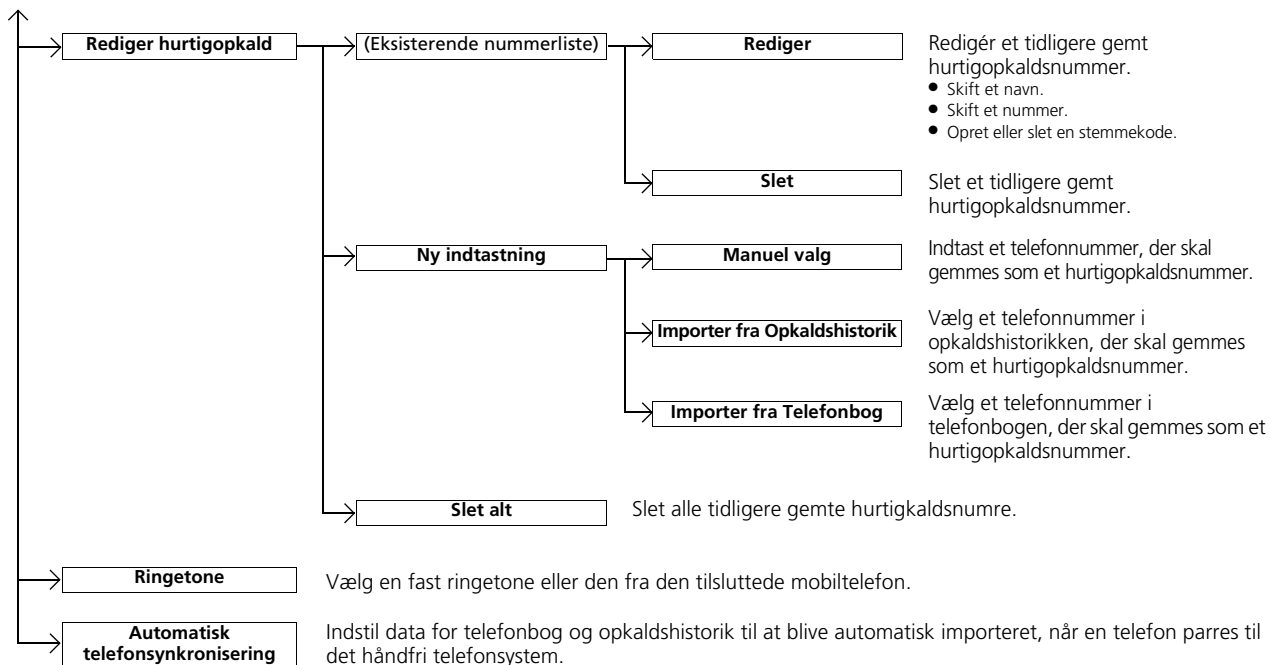 Rediger hurtigopkald
(Eksisterende nummerliste)
Rediger
Redigér et tidligere gemt
hurtigopkaldsnummer.
● Skift et navn.
● Skift et nummer.
● Opret eller slet en stemmekode.
Slet
Slet et tidligere gemt
hurtigopkaldsnummer.
Ny indtastning
Manuel valg
Indtast et telefonnummer, der skal
gemmes som et hurtigopkaldsnummer.
Importer fra Opkaldshistorik
Vælg et telefonnummer i
opkaldshistorikken, der skal gemmes
som et hurtigopkaldsnummer.
Importer fra Telefonbog
Vælg et telefonnummer i
telefonbogen, der skal gemmes som et
hurtigopkaldsnummer.
Slet alt
Slet alle tidligere gemte hurtigkaldsnumre.
Ringetone
Vælg en fast ringetone eller den fra den tilsluttede mobiltelefon.
Automatisk
telefonsynkronisering
Indstil data for telefonbog og opkaldshistorik til at blive automatisk importeret, når en telefon parres til
det håndfri telefonsystem.